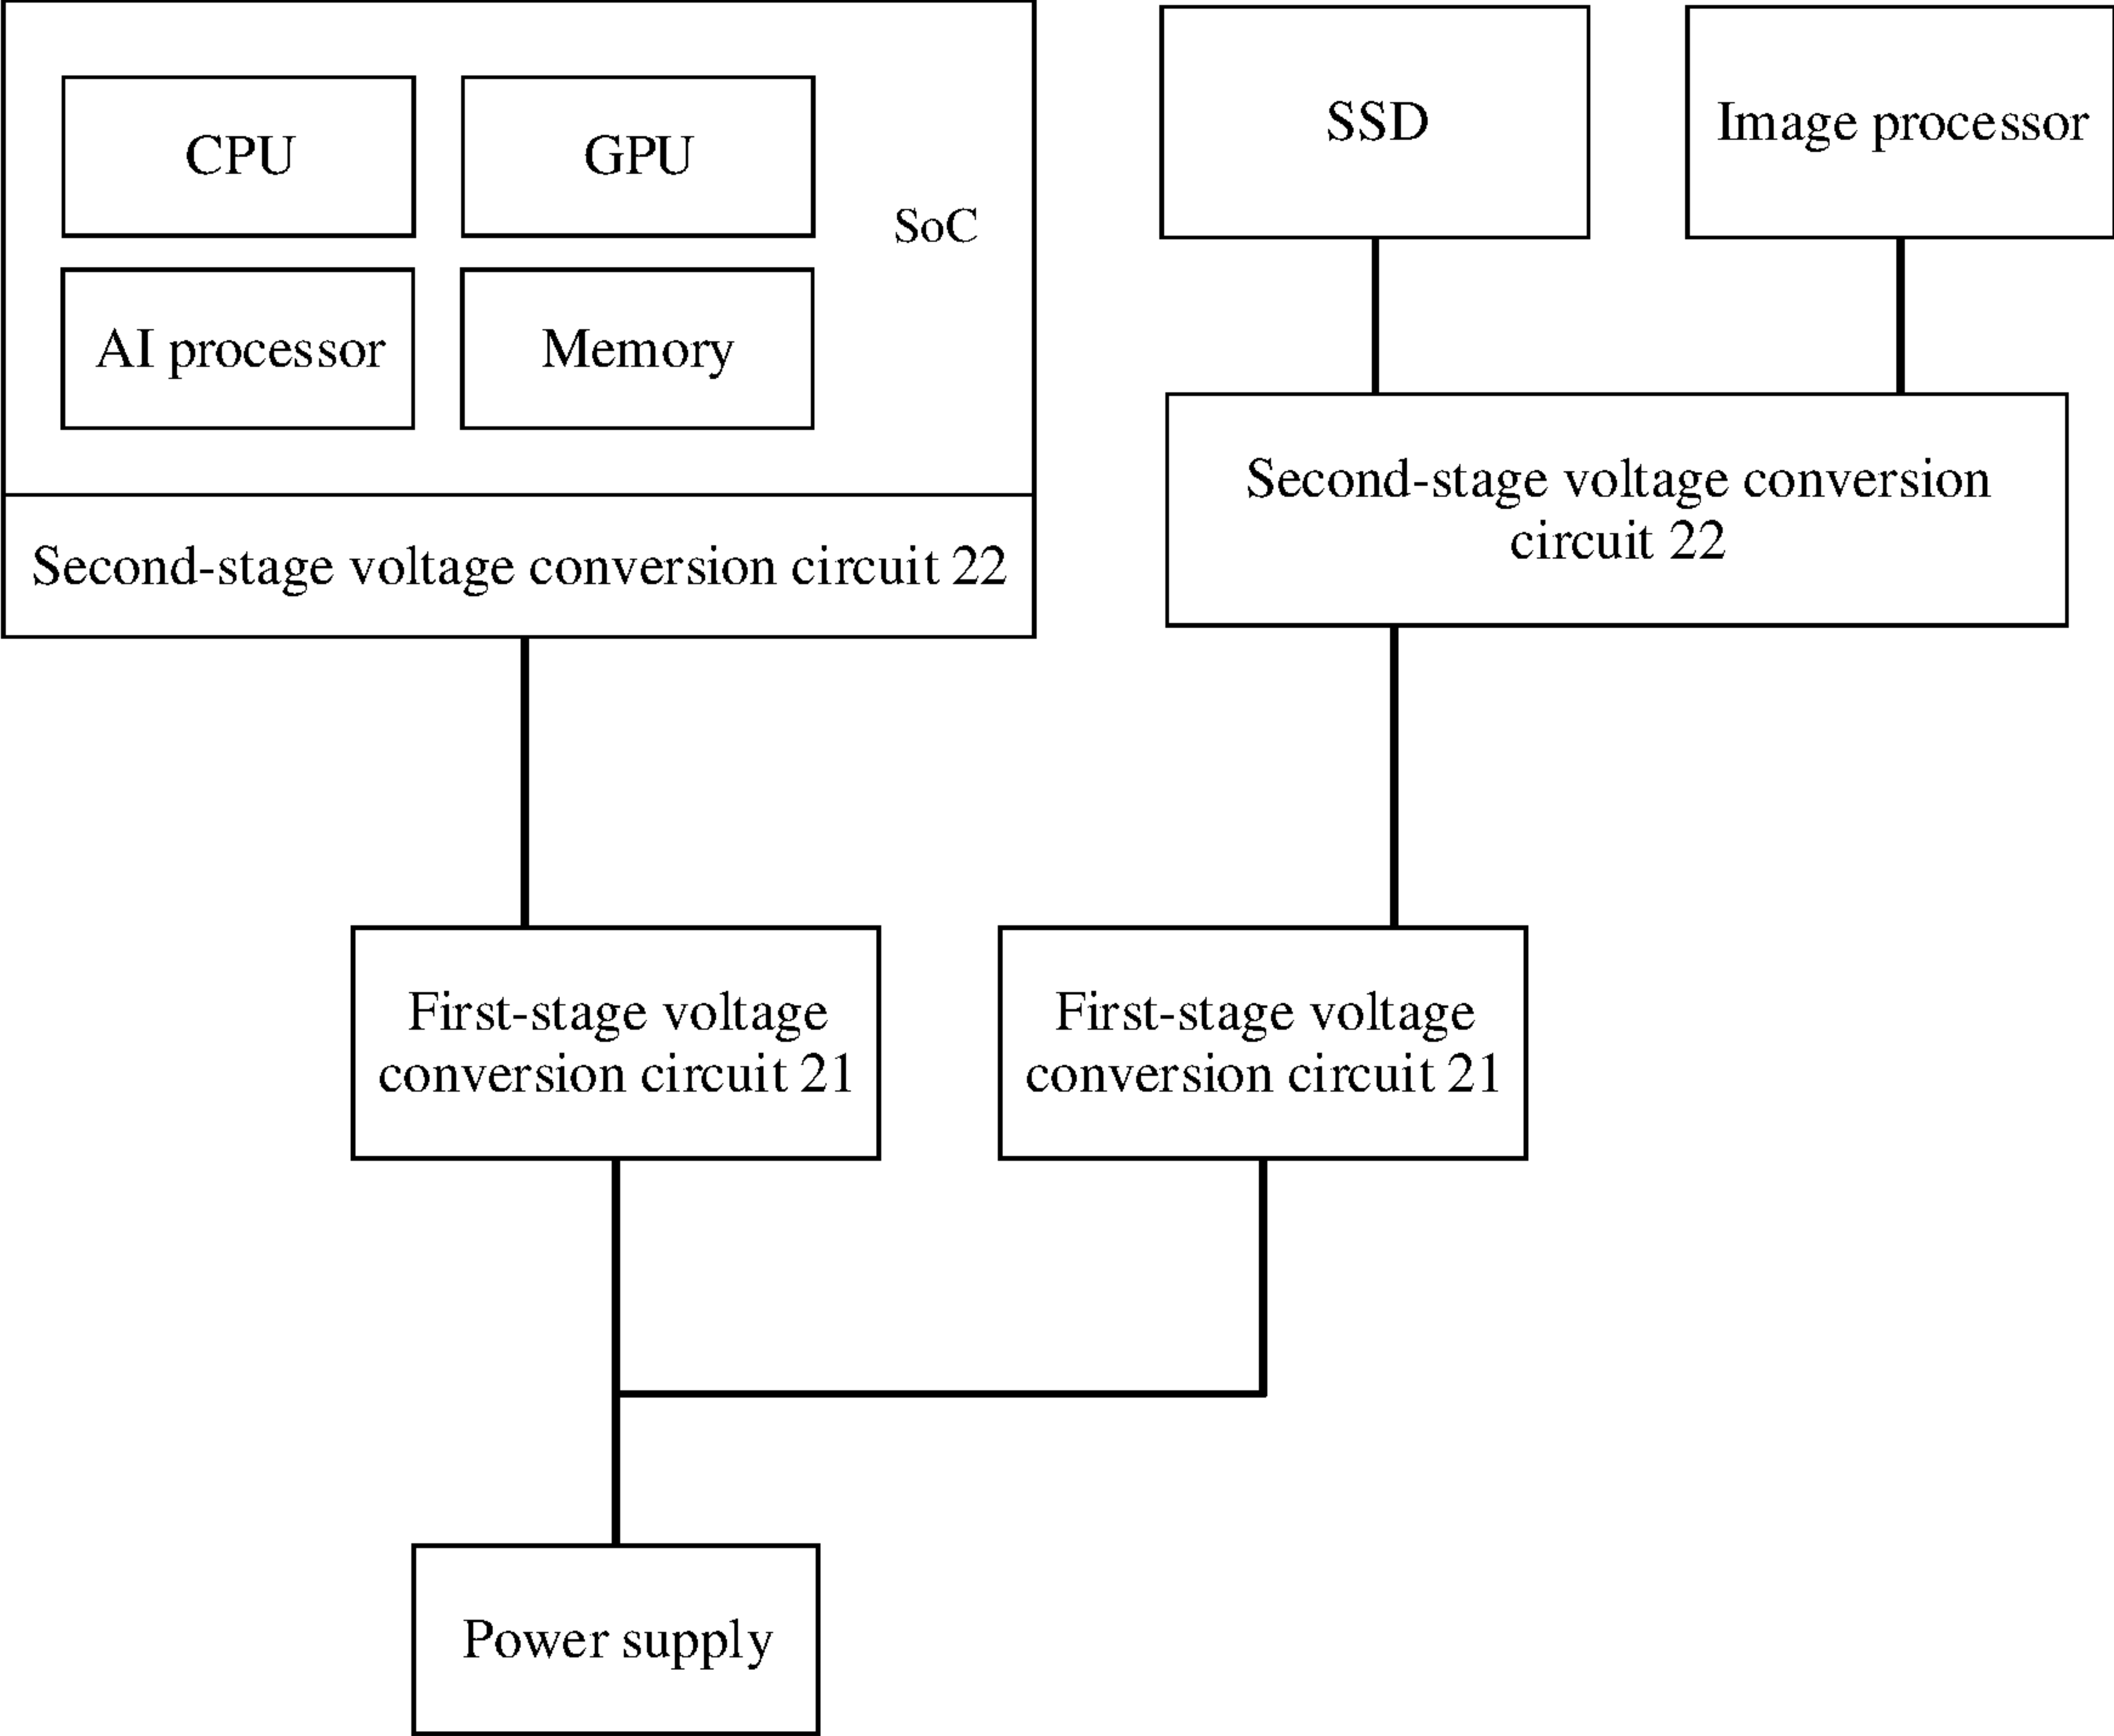 CPU
GPU
SoC
AI processor
Memory
Second-stage voltage conversion circuit 22
SSD
Image processor
Second-stage voltage conversion
circuit 22
First-stage voltage
conversion circuit 21
First-stage voltage
conversion circuit 21
Power supply